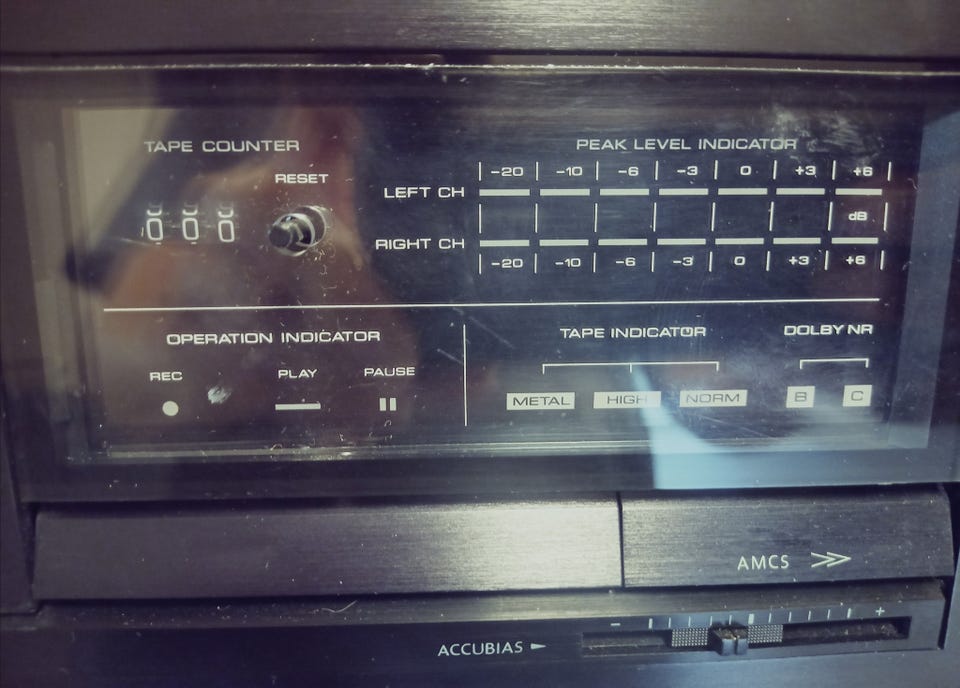 TAPE COUNTER
RESET
000
PEAK LEVEL INDICATOR
-20 -10 -6 -3 0 +3 +6
LEFT CH
dB
RIGHT CH
-20 -10 -6 -3 0 +3 +6
OPERATION INDICATOR
REC PLAY PAUSE
TAPE INDICATOR
METAL HIGH NORM
DOLBY NR
B C
AMCS
- +
ACCUBIAS